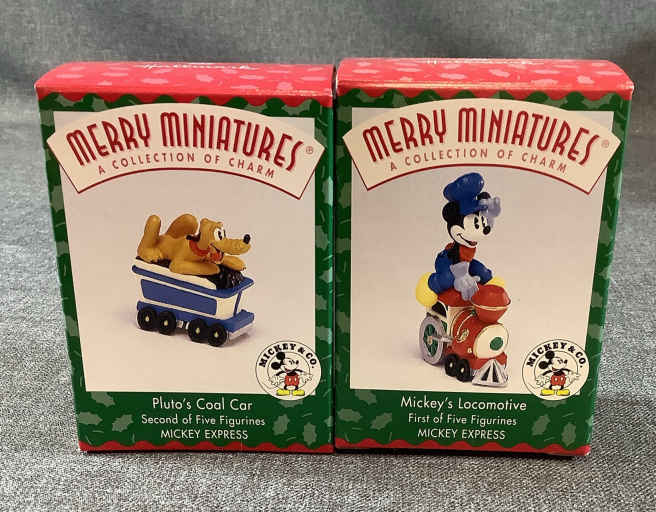 Hallmark
MERRY MINIATURES®
A COLLECTION OF CHARM
MICKEY & CO.
Pluto's Coal Car
Second of Five Figurines
MICKEY EXPRESS
MERRY MINIATURES®
A COLLECTION OF CHARM
MICKEY & CO.
Mickey's Locomotive
First of Five Figurines
MICKEY EXPRESS